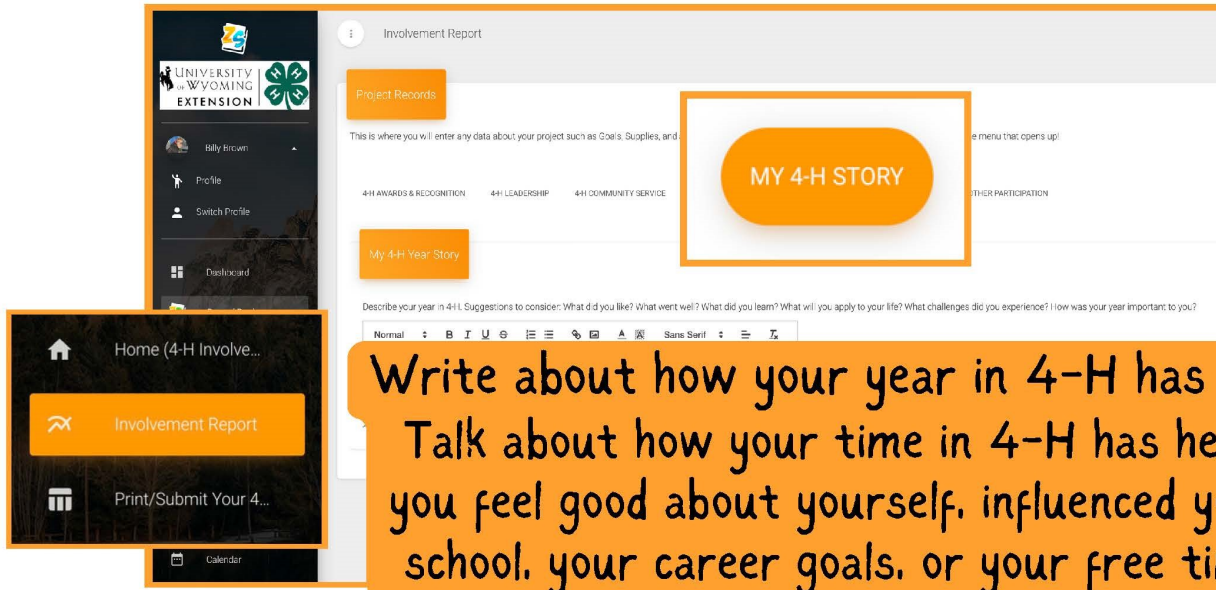 UNIVERSITY
OF WYOMING
EXTENSION
H H H H
Billy Brown
Profile
Switch Profile
Dashboard
Home (4-H Involve...
Involvement Report
Print/Submit Your 4...
Calendar
Involvement Report
Project Records
This is where you will enter any data about your project such as Goals, Supplies, and
e menu that opens up!
4-H AWARDS & RECOGNITION 4-H LEADERSHIP 4-H COMMUNITY SERVICE
OTHER PARTICIPATION
MY 4-H STORY
My 4-H Year Story
Describe your year in 4-H. Suggestions to consider: What did you like? What went well? What did you learn? What will you apply to your life? What challenges did you experience? How was your year important to you?
Normal B I U S A A Sans Serif Tx
Write about how your year in 4-H has
Talk about how your time in 4-H has he
you feel good about yourself, influenced y
school, your career goals, or your free ti